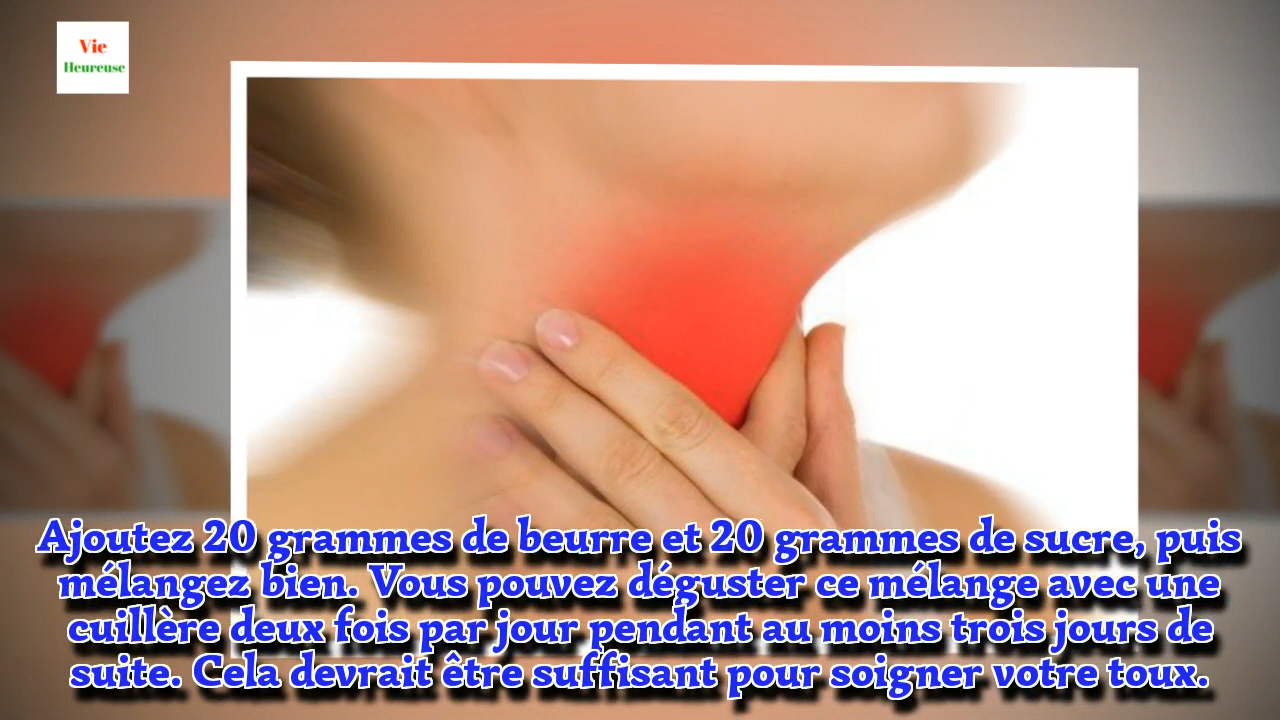 Vie
Heureuse
Ajoutez 20 grammes de beurre et 20 grammes de sucre, puis
mélangez bien. Vous pouvez déguster ce mélange avec une
cuillère deux fois par jour pendant au moins trois jours de
suite. Cela devrait être suffisant pour soigner votre toux.